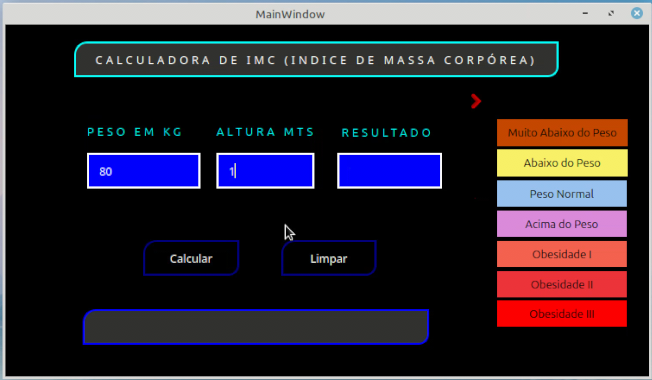 MainWindow
CALCULADORA DE IMC (INDICE DE MASSA CORPÓREA)
PESO EM KG
ALTURA MTS
RESULTADO
80
1
Muito Abaixo do Peso
Abaixo do Peso
Peso Normal
Acima do Peso
Obesidade I
Obesidade II
Obesidade III
Calcular
Limpar